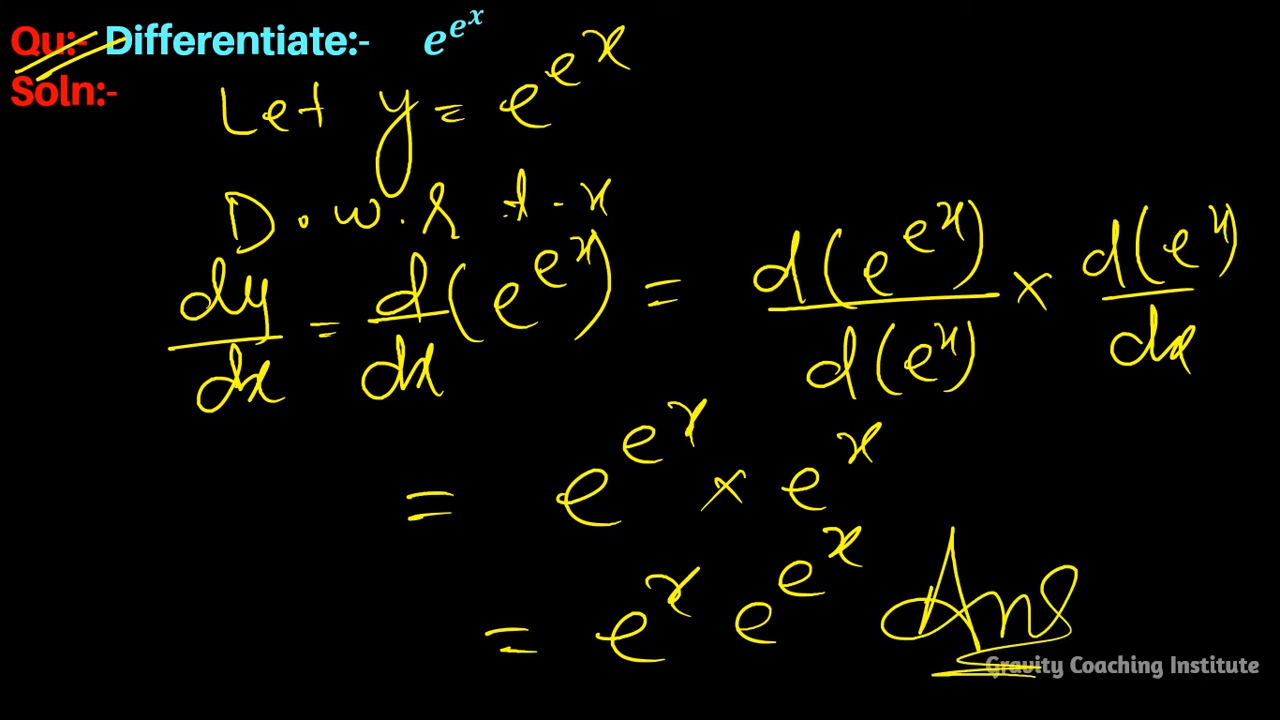 Qu:- Differentiate:- e^{e^x}
Soln:-
Let y = e^{e^x}
D.w.r.t-x
dy/dx = d/dx (e^{e^x}) = d(e^{e^x})/d(e^x) × d(e^x)/dx
= e^{e^x} × e^x
= e^x e^{e^x} Ans
Gravity Coaching Institute